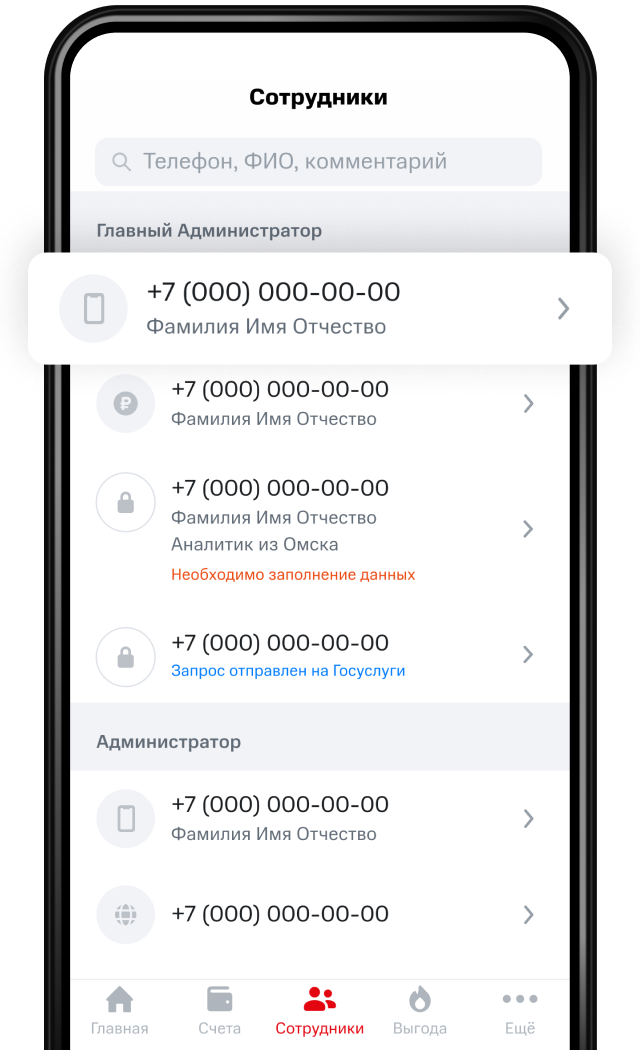 Сотрудники
Телефон, ФИО, комментарий
Главный Администратор
+7 (000) 000-00-00
Фамилия Имя Отчество
+7 (000) 000-00-00
Фамилия Имя Отчество
+7 (000) 000-00-00
Фамилия Имя Отчество
Аналитик из Омска
Необходимо заполнение данных
+7 (000) 000-00-00
Запрос отправлен на Госуслуги
Администратор
+7 (000) 000-00-00
Фамилия Имя Отчество
+7 (000) 000-00-00
Главная Счета Сотрудники Выгода Ещё